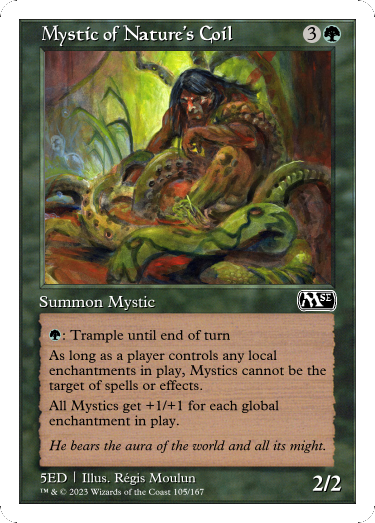 Mystic of Nature's Coil 3
Summon Mystic MSE
: Trample until end of turn
As long as a player controls any local
enchantments in play, Mystics cannot be the
target of spells or effects.
All Mystics get +1/+1 for each global
enchantment in play.
He bears the aura of the world and all its might.
5ED | Illus. Régis Moulun
™ & © 2023 Wizards of the Coast 105/167
2/2